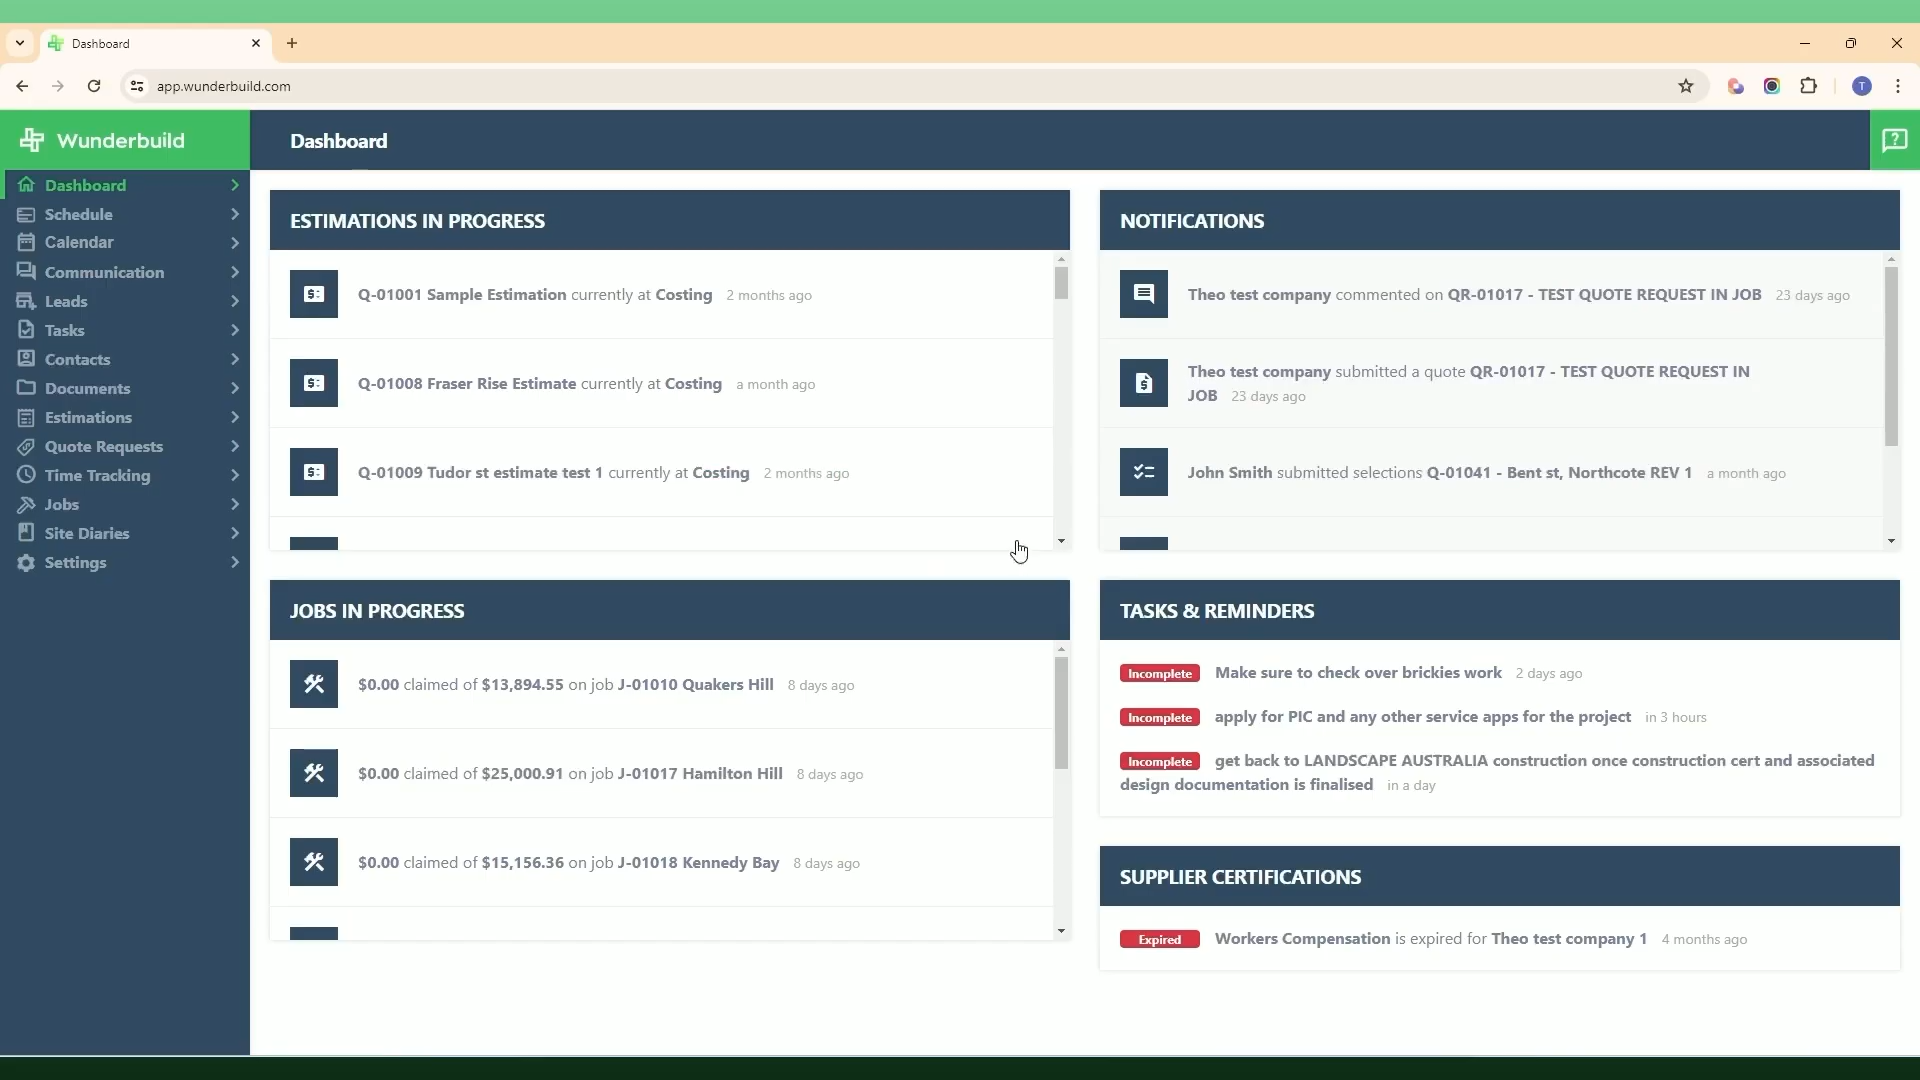 Dashboard
app.wunderbuild.com
T
Wunderbuild
Dashboard
Dashboard
Schedule
Calendar
Communication
Leads
Tasks
Contacts
Documents
Estimations
Quote Requests
Time Tracking
Jobs
Site Diaries
Settings
ESTIMATIONS IN PROGRESS
Q-01001 Sample Estimation currently at Costing 2 months ago
Q-01008 Fraser Rise Estimate currently at Costing a month ago
Q-01009 Tudor st estimate test 1 currently at Costing 2 months ago
NOTIFICATIONS
Theo test company commented on QR-01017 - TEST QUOTE REQUEST IN JOB 23 days ago
Theo test company submitted a quote QR-01017 - TEST QUOTE REQUEST IN
JOB 23 days ago
John Smith submitted selections Q-01041 - Bent st, Northcote REV 1 a month ago
JOBS IN PROGRESS
$0.00 claimed of $13,894.55 on job J-01010 Quakers Hill 8 days ago
$0.00 claimed of $25,000.91 on job J-01017 Hamilton Hill 8 days ago
$0.00 claimed of $15,156.36 on job J-01018 Kennedy Bay 8 days ago
TASKS & REMINDERS
Incomplete Make sure to check over brickies work 2 days ago
Incomplete apply for PIC and any other service apps for the project in 3 hours
Incomplete get back to LANDSCAPE AUSTRALIA construction once construction cert and associated
design documentation is finalised in a day
SUPPLIER CERTIFICATIONS
Expired Workers Compensation is expired for Theo test company 1 4 months ago